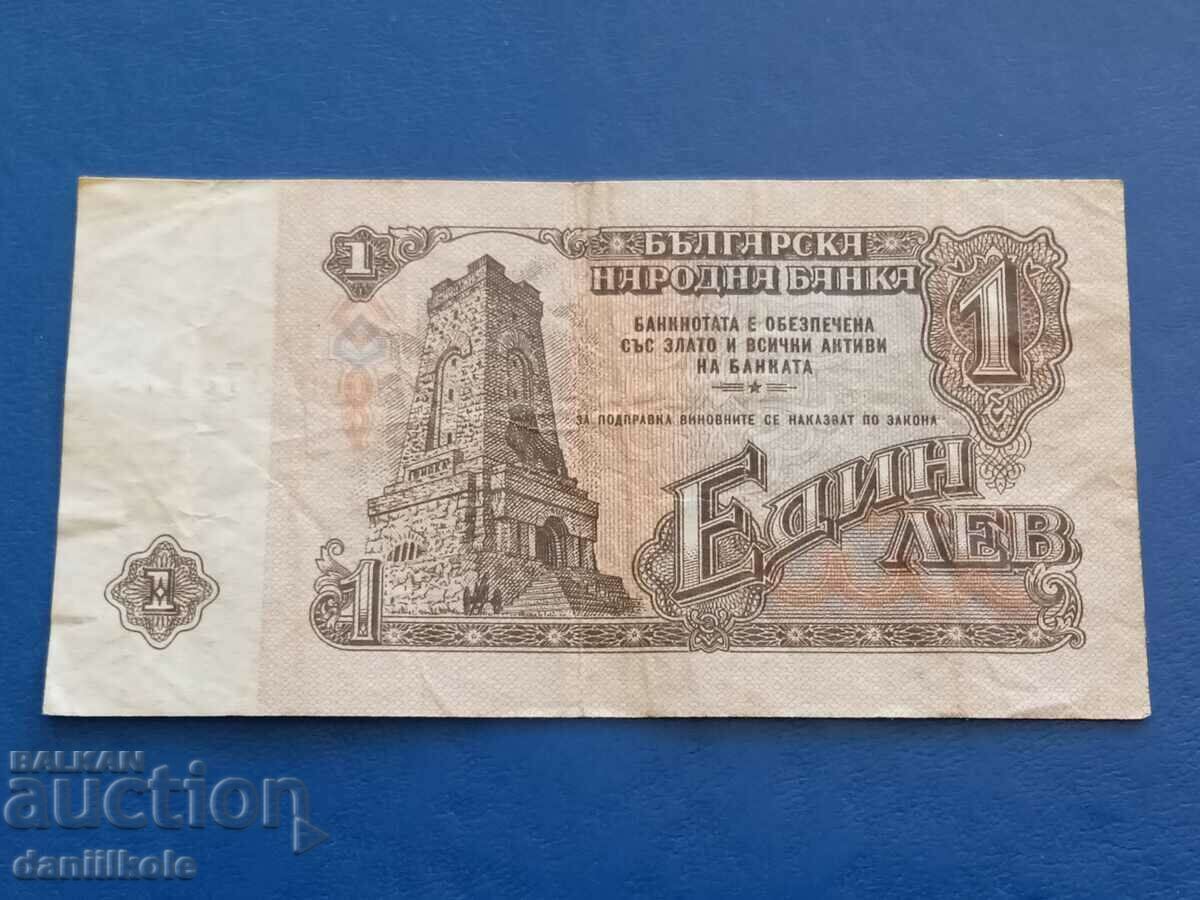 1
БЪЛГАРСКА
НАРОДНА БАНКА
1
БАНКНОТАТА Е ОБЕЗПЕЧЕНА
СЪС ЗЛАТО И ВСИЧКИ АКТИВИ
НА БАНКАТА
ЗА ПОДПРАВКА ВИНОВНИТЕ СЕ НАКАЗВАТ ПО ЗАКОНА
ЕДИН
ЛЕВ
1
1
BALKAN
auction
daniilkole